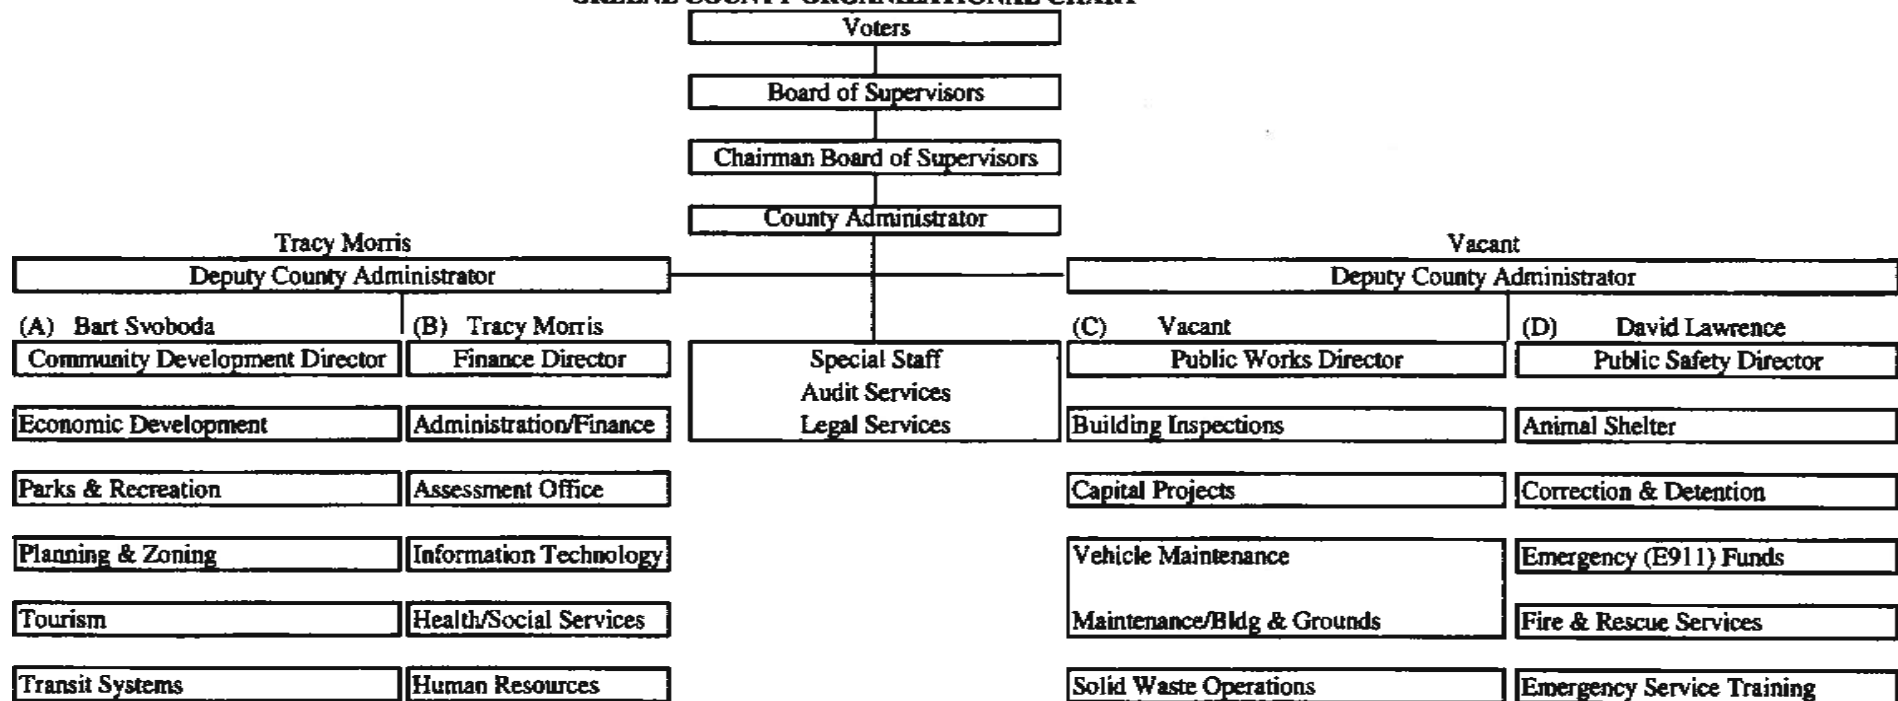 GREENE COUNTY ORGANIZATIONAL CHART
Voters
Board of Supervisors
Chairman Board of Supervisors
County Administrator
Tracy Morris
Deputy County Administrator
Vacant
Deputy County Administrator
(A) Bart Svoboda
Community Development Director
Economic Development
Parks & Recreation
Planning & Zoning
Tourism
Transit Systems
(B) Tracy Morris
Finance Director
Administration/Finance
Assessment Office
Information Technology
Health/Social Services
Human Resources
Special Staff
Audit Services
Legal Services
(C) Vacant
Public Works Director
Building Inspections
Capital Projects
Vehicle Maintenance
Maintenance/Bldg & Grounds
Solid Waste Operations
(D) David Lawrence
Public Safety Director
Animal Shelter
Correction & Detention
Emergency (E911) Funds
Fire & Rescue Services
Emergency Service Training